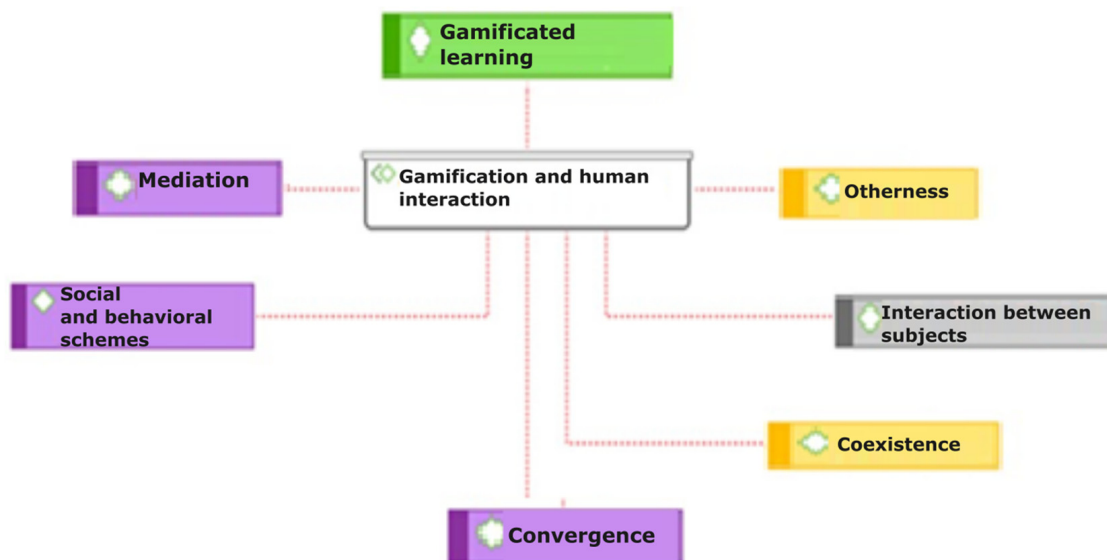 Gamificated
learning
Mediation
Gamification and human
interaction
Otherness
Social
and behavioral
schemes
Interaction between
subjects
Coexistence
Convergence